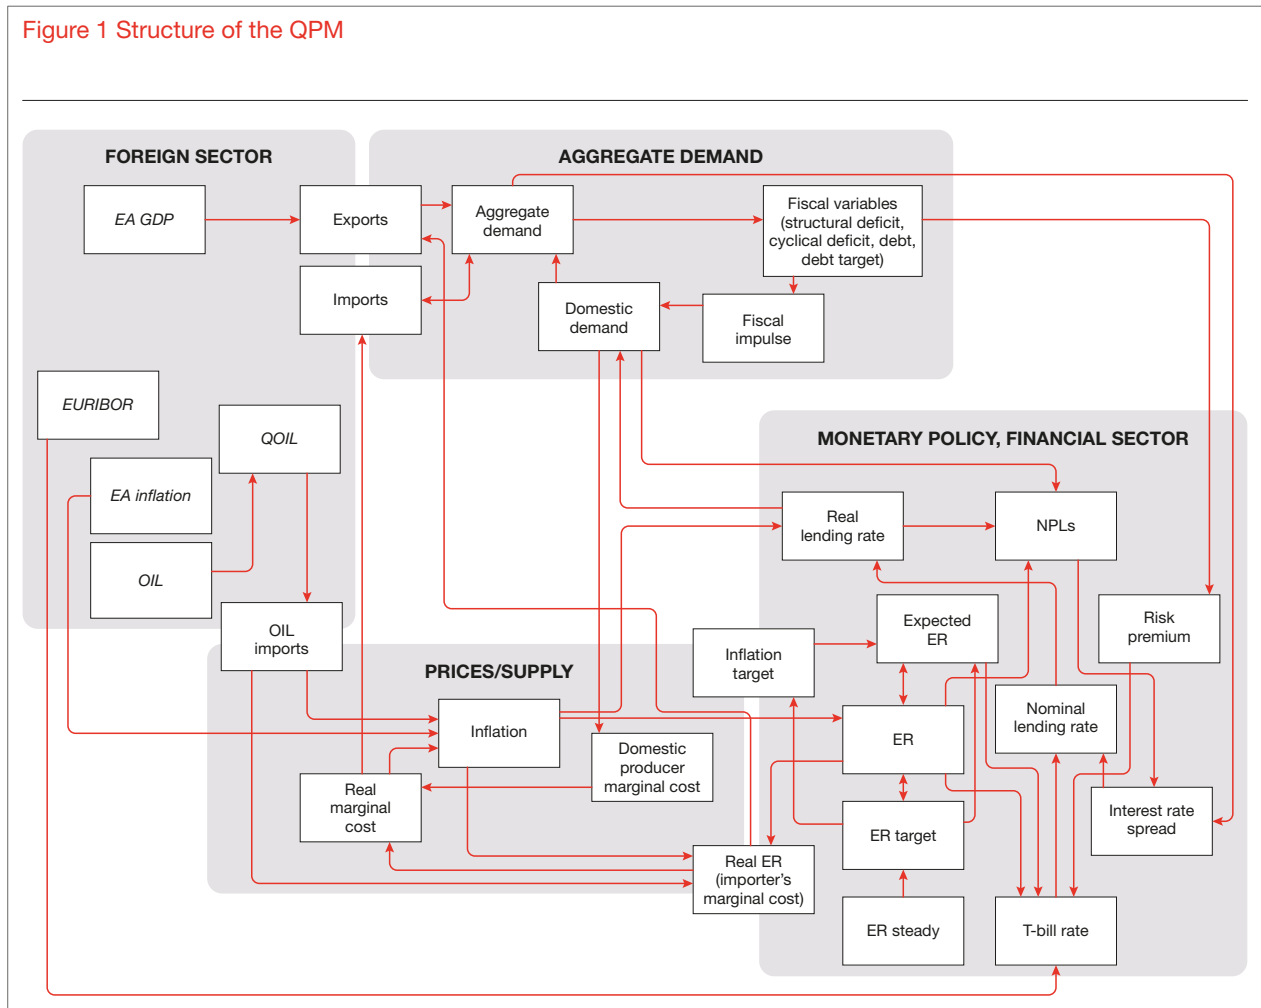 Figure 1 Structure of the QPM
FOREIGN SECTOR
AGGREGATE DEMAND
EA GDP
Exports
Aggregate
demand
Fiscal variables
(structural deficit,
cyclical deficit, debt,
debt target)
Imports
Domestic
demand
Fiscal
impulse
EURIBOR
QOIL
EA inflation
OIL
OIL
imports
MONETARY POLICY, FINANCIAL SECTOR
Real
lending rate
NPLs
Expected
ER
Risk
premium
Inflation
target
Nominal
lending rate
ER
Interest rate
spread
ER target
ER steady
T-bill rate
PRICES/SUPPLY
Inflation
Domestic
producer
marginal cost
Real
marginal
cost
Real ER
(importer’s
marginal cost)